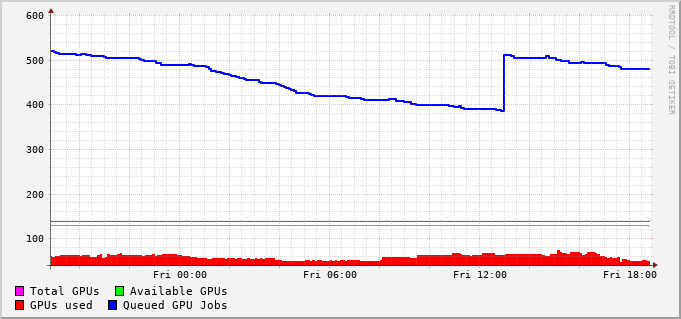 600
500
400
300
200
100
Fri 00:00 Fri 06:00 Fri 12:00 Fri 18:00
Total GPUs Available GPUs
GPUs used Queued GPU Jobs
RRDTOOL / TOBI OETIKER